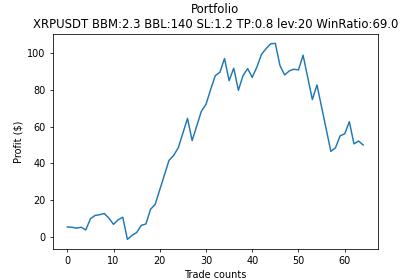 Portfolio
XRPUSDT BBM:2.3 BBL:140 SL:1.2 TP:0.8 lev:20 WinRatio:69.0
100
80
60
40
20
0
Profit ($)
0 10 20 30 40 50 60
Trade counts